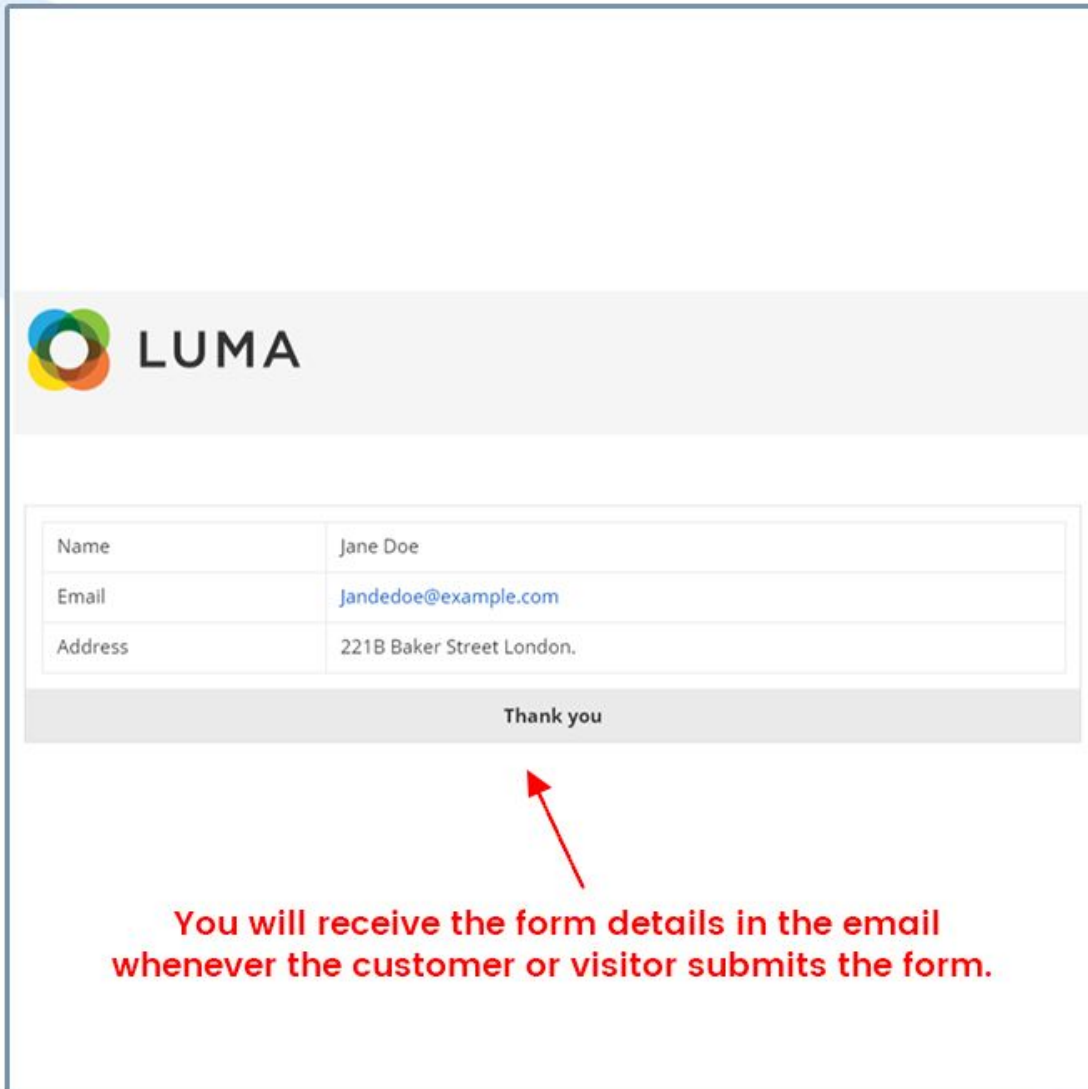 LUMA
Name Jane Doe
Email Jandedoe@example.com
Address 221B Baker Street London.
Thank you
You will receive the form details in the email
whenever the customer or visitor submits the form.